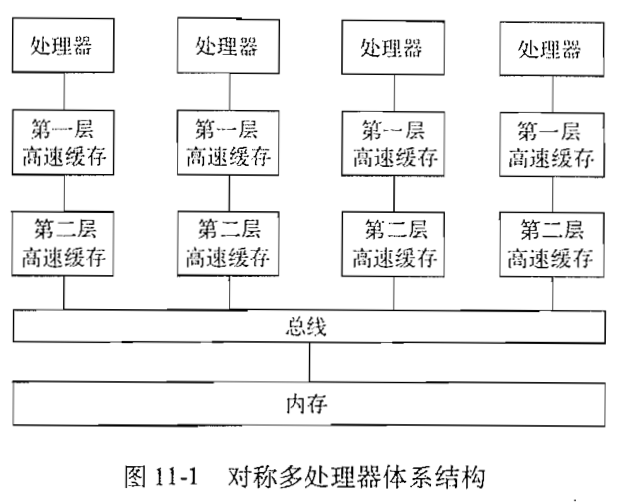 处理器
处理器
处理器
处理器
第一层
高速缓存
第一层
高速缓存
第一层
高速缓存
第一层
高速缓存
第二层
高速缓存
第二层
高速缓存
第二层
高速缓存
第二层
高速缓存
总线
内存
图 11-1 对称多处理器体系结构